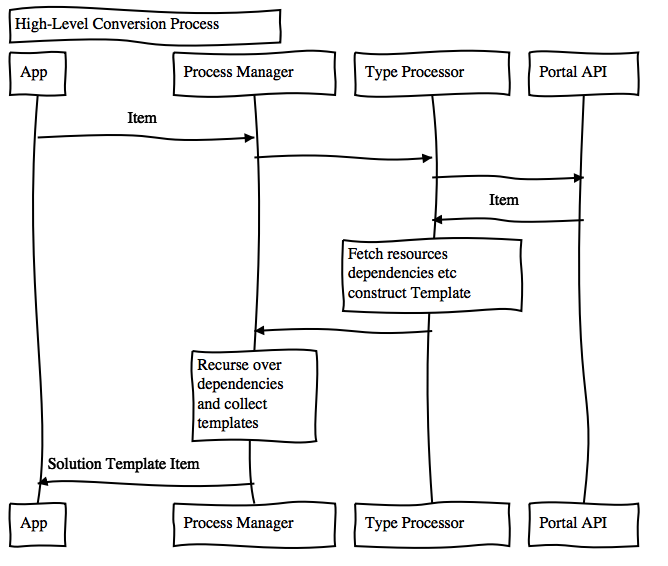 High-Level Conversion Process
App
Process Manager
Type Processor
Portal API
Item
Item
Fetch resources
dependencies etc
construct Template
Recurse over
dependencies
and collect
templates
Solution Template Item
App
Process Manager
Type Processor
Portal API